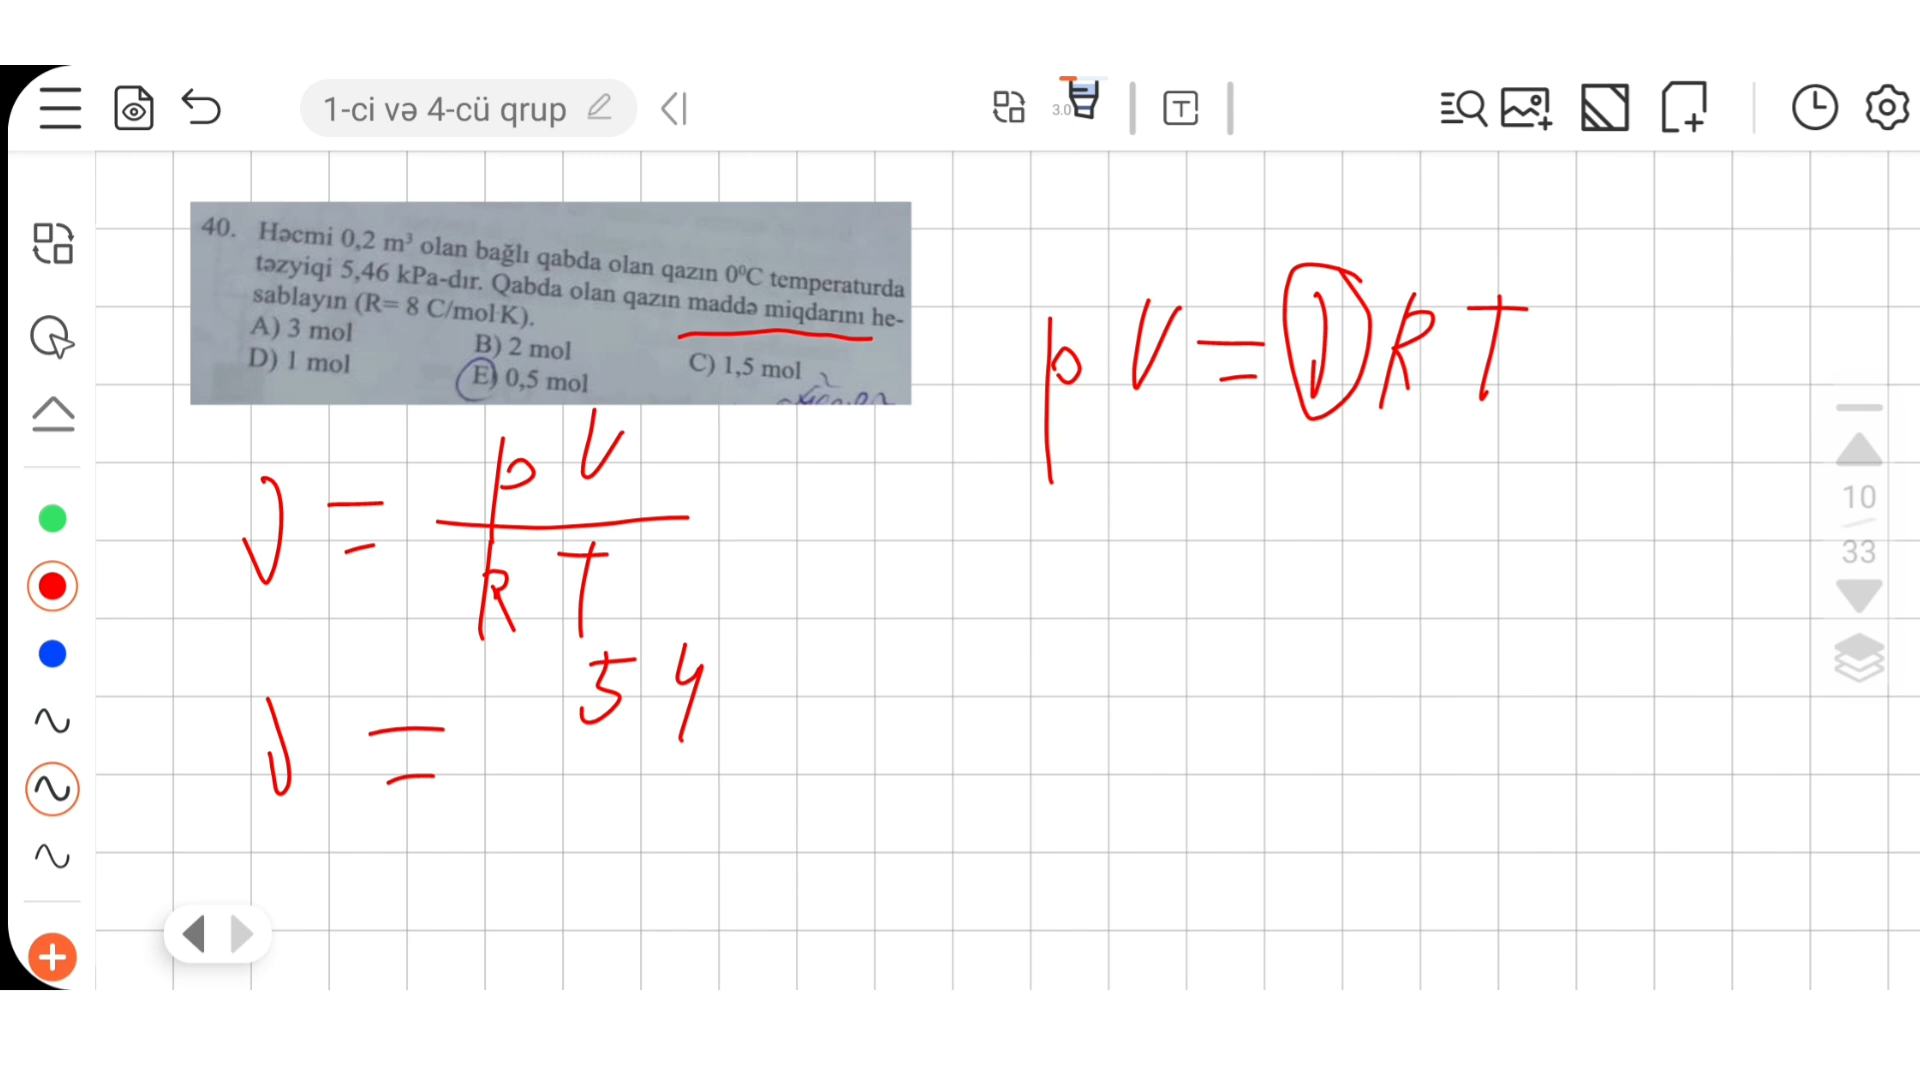 1-ci və 4-cü qrup
3.0
T
40. Həcmi 0,2 m³ olan bağlı qabda olan qazın 0⁰C temperaturda
təzyiqi 5,46 kPa-dır. Qabda olan qazın maddə miqdarını he-
sablayın (R= 8 C/mol·K).
A) 3 mol B) 2 mol C) 1,5 mol
D) 1 mol E) 0,5 mol
pV=νRT
ν = pV
RT
ν = 54
10
33